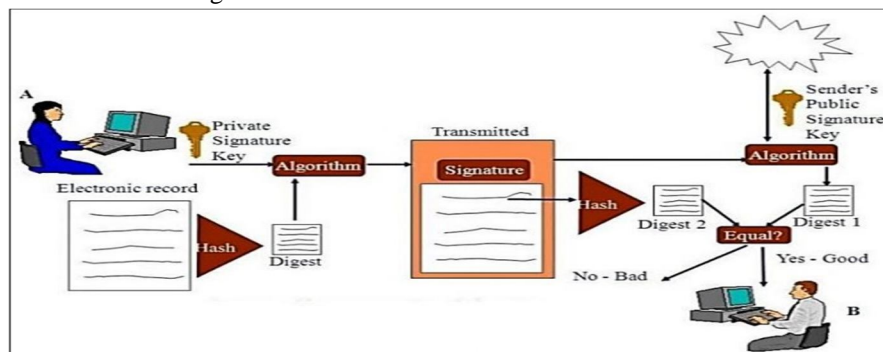 A
Private
Signature
Key
Algorithm
Electronic record
Hash
Digest
Transmitted
Signature
Hash
Digest 2
Sender's
Public
Signature
Key
Algorithm
Digest 1
Equal?
No - Bad
Yes - Good
B